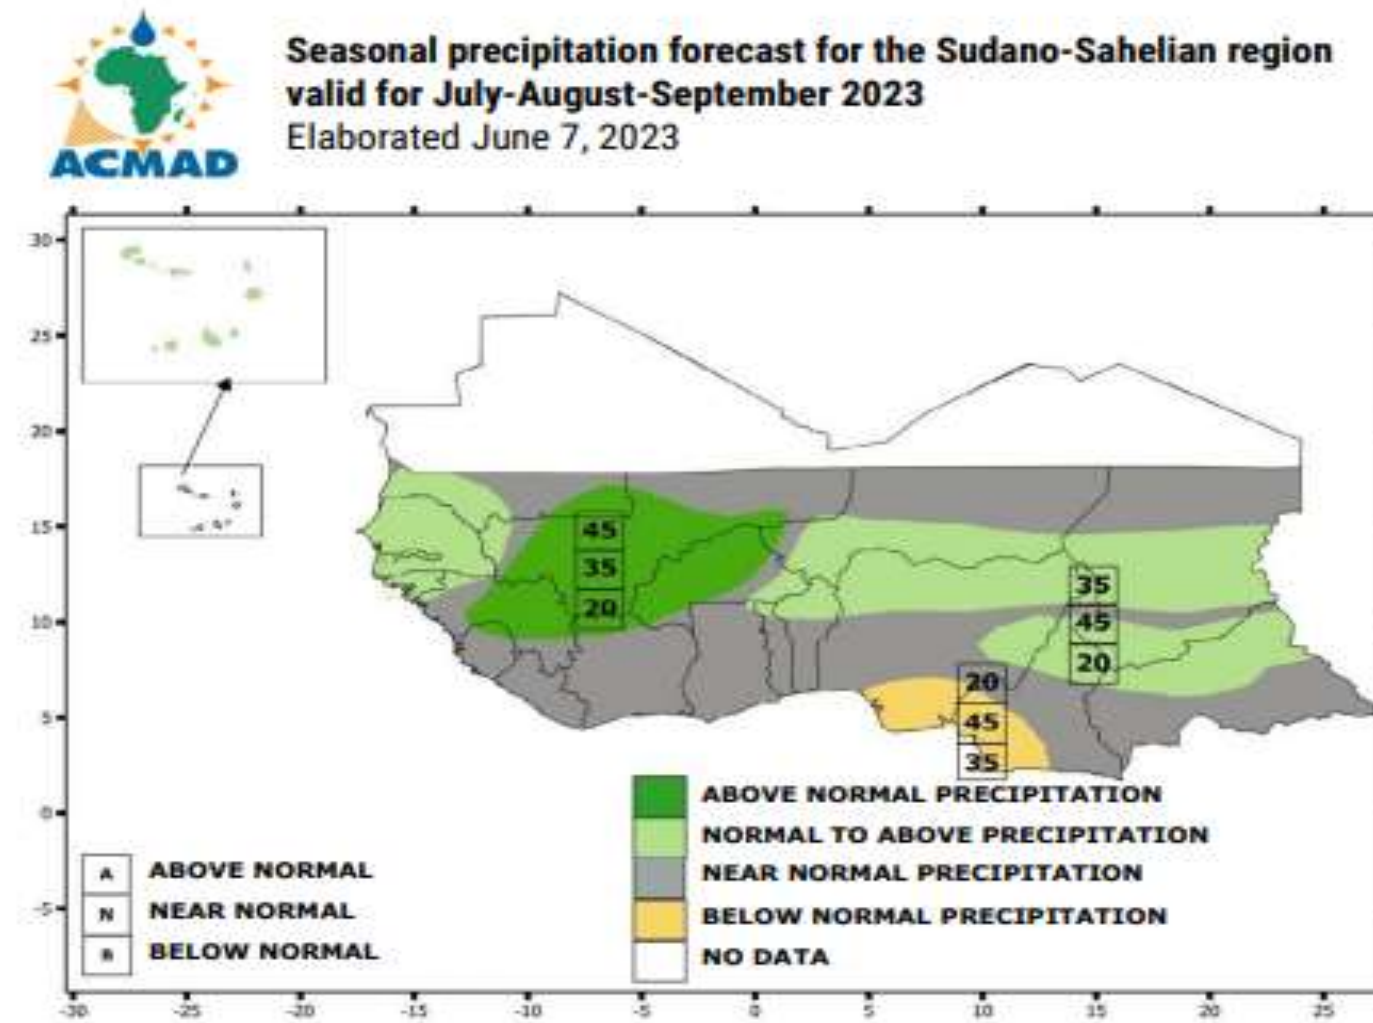 ACMAD
Seasonal precipitation forecast for the Sudano-Sahelian region
valid for July-August-September 2023
Elaborated June 7, 2023
30
25
20
15
10
5
0
-5
45
35
20
35
45
20
20
45
35
A ABOVE NORMAL
N NEAR NORMAL
B BELOW NORMAL
ABOVE NORMAL PRECIPITATION
NORMAL TO ABOVE PRECIPITATION
NEAR NORMAL PRECIPITATION
BELOW NORMAL PRECIPITATION
NO DATA
-30 -25 -20 -15 -10 -5 0 5 10 15 20 25